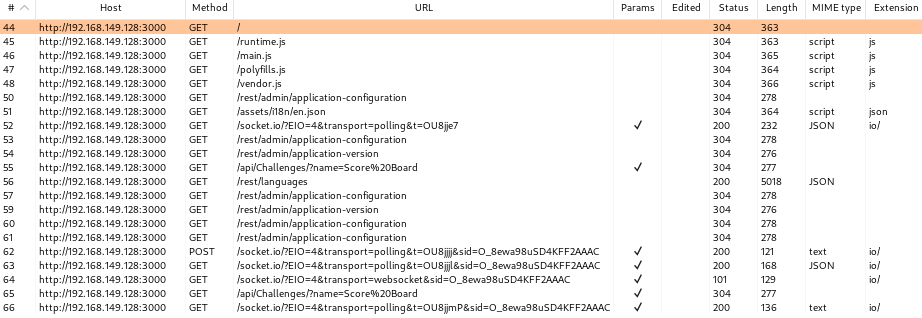 # Host Method URL Params Edited Status Length MIME type Extension
44 http://192.168.149.128:3000 GET / 304 363
45 http://192.168.149.128:3000 GET /runtime.js 304 363 script js
46 http://192.168.149.128:3000 GET /main.js 304 365 script js
47 http://192.168.149.128:3000 GET /polyfills.js 304 364 script js
48 http://192.168.149.128:3000 GET /vendor.js 304 366 script js
50 http://192.168.149.128:3000 GET /rest/admin/application-configuration 304 278
51 http://192.168.149.128:3000 GET /assets/i18n/en.json 304 364 script json
52 http://192.168.149.128:3000 GET /socket.io/?EIO=4&transport=polling&t=OU8jje7 ✓ 200 232 JSON io/
53 http://192.168.149.128:3000 GET /rest/admin/application-configuration 304 278
54 http://192.168.149.128:3000 GET /rest/admin/application-version 304 276
55 http://192.168.149.128:3000 GET /api/Challenges/?name=Score%20Board ✓ 304 277
56 http://192.168.149.128:3000 GET /rest/languages 200 5018 JSON
57 http://192.168.149.128:3000 GET /rest/admin/application-configuration 304 278
59 http://192.168.149.128:3000 GET /rest/admin/application-version 304 276
60 http://192.168.149.128:3000 GET /rest/admin/application-configuration 304 278
61 http://192.168.149.128:3000 GET /rest/admin/application-configuration 304 278
62 http://192.168.149.128:3000 POST /socket.io/?EIO=4&transport=polling&t=OU8jjjj&sid=O_8ewa98uSD4KFF2AAAC ✓ 200 121 text io/
63 http://192.168.149.128:3000 GET /socket.io/?EIO=4&transport=polling&t=OU8jjjl&sid=O_8ewa98uSD4KFF2AAAC ✓ 200 168 JSON io/
64 http://192.168.149.128:3000 GET /socket.io/?EIO=4&transport=websocket&sid=O_8ewa98uSD4KFF2AAAC ✓ 101 129 io/
65 http://192.168.149.128:3000 GET /api/Challenges/?name=Score%20Board ✓ 304 277
66 http://192.168.149.128:3000 GET /socket.io/?EIO=4&transport=polling&t=OU8jjmP&sid=O_8ewa98uSD4KFF2AAAC ✓ 200 136 text io/